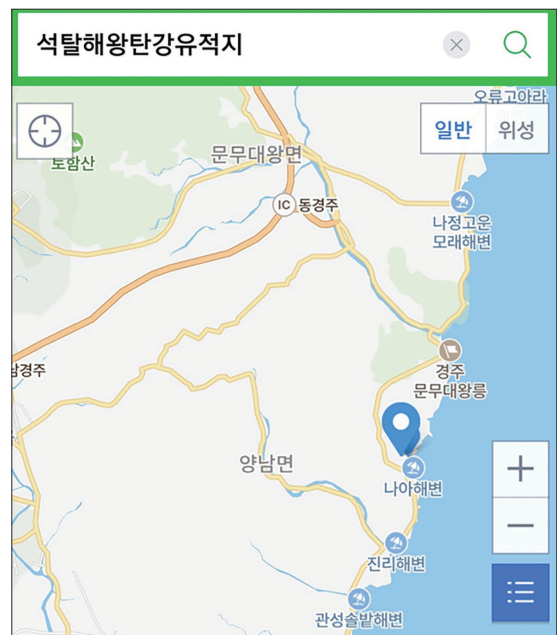 석탈해왕탄강유적지
오류고아라
일반 위성
토함산
문무대왕면
IC 동경주
나정고운
모래해변
남경주
경주
문무대왕릉
양남면
나아해변
진리해변
관성솔밭해변